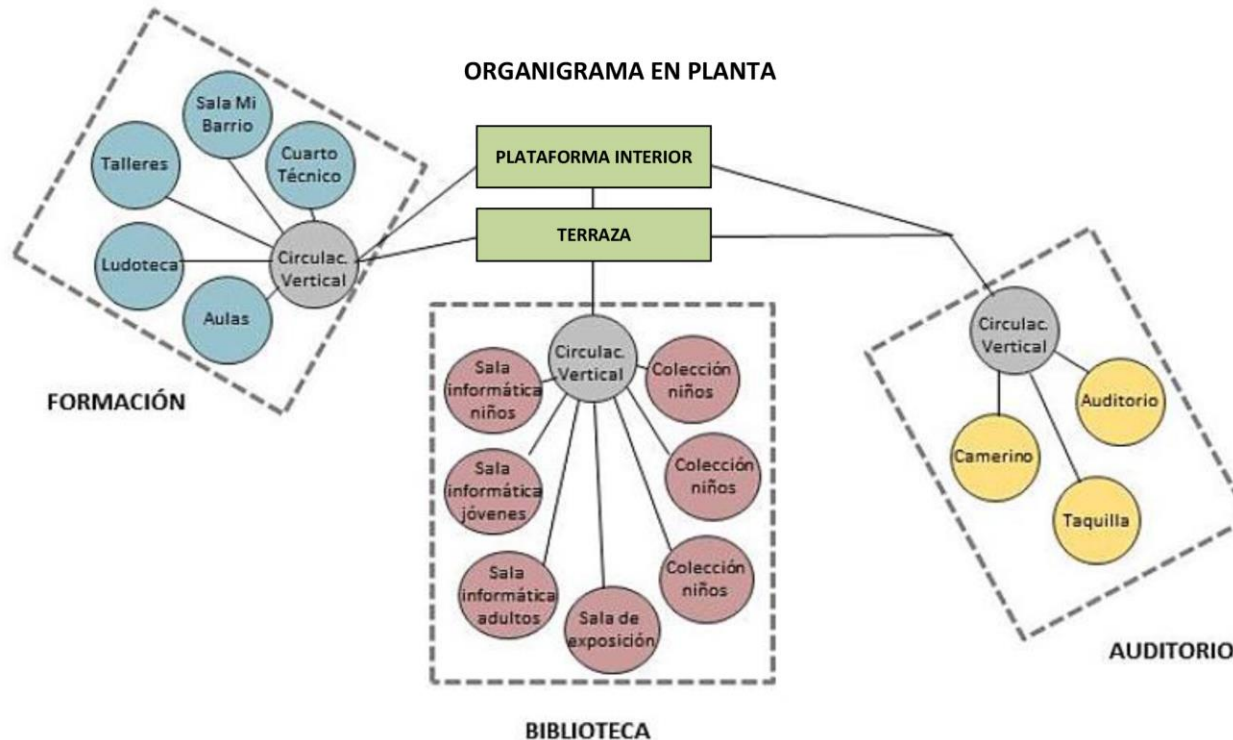 ORGANIGRAMA EN PLANTA
PLATAFORMA INTERIOR
TERRAZA
Sala Mi
Barrio
Cuarto
Técnico
Talleres
Ludoteca
Aulas
Circulac.
Vertical
FORMACIÓN
Circulac.
Vertical
Sala
informática
niños
Sala
informática
jóvenes
Sala
informática
adultos
Sala de
exposición
Colección
niños
Colección
niños
Colección
niños
BIBLIOTECA
Circulac.
Vertical
Auditorio
Camerino
Taquilla
AUDITORIO